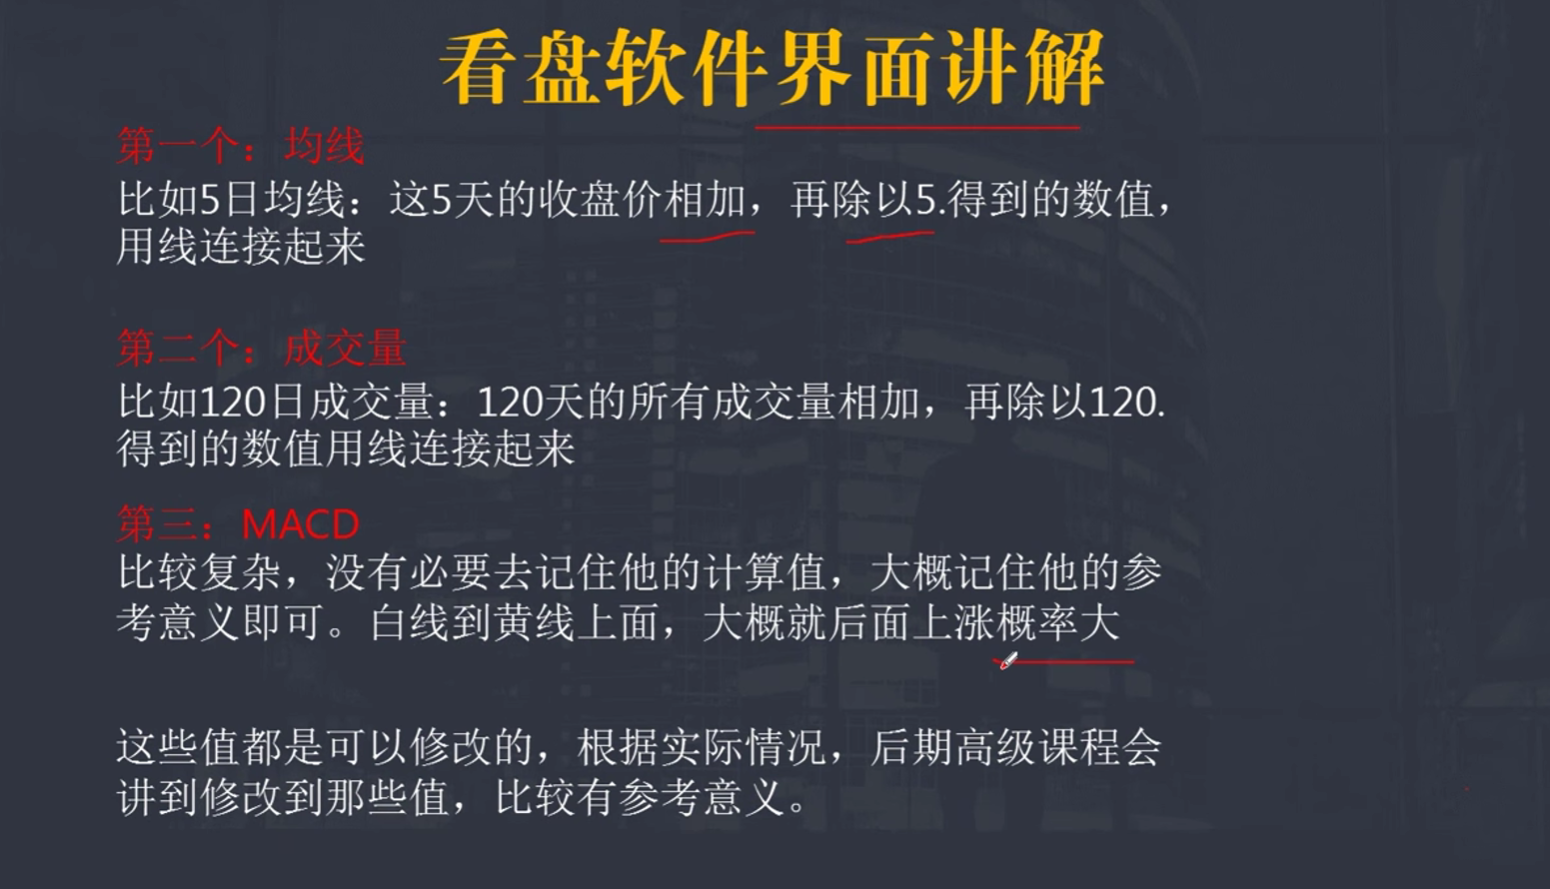 看盘软件界面讲解
第一个：均线
比如5日均线：这5天的收盘价相加，再除以5.得到的数值，
用线连接起来
第二个：成交量
比如120日成交量：120天的所有成交量相加，再除以120.
得到的数值用线连接起来
第三：MACD
比较复杂，没有必要去记住他的计算值，大概记住他的参
考意义即可。白线到黄线上面，大概就后面上涨概率大
这些值都是可以修改的，根据实际情况，后期高级课程会
讲到修改到那些值，比较有参考意义。